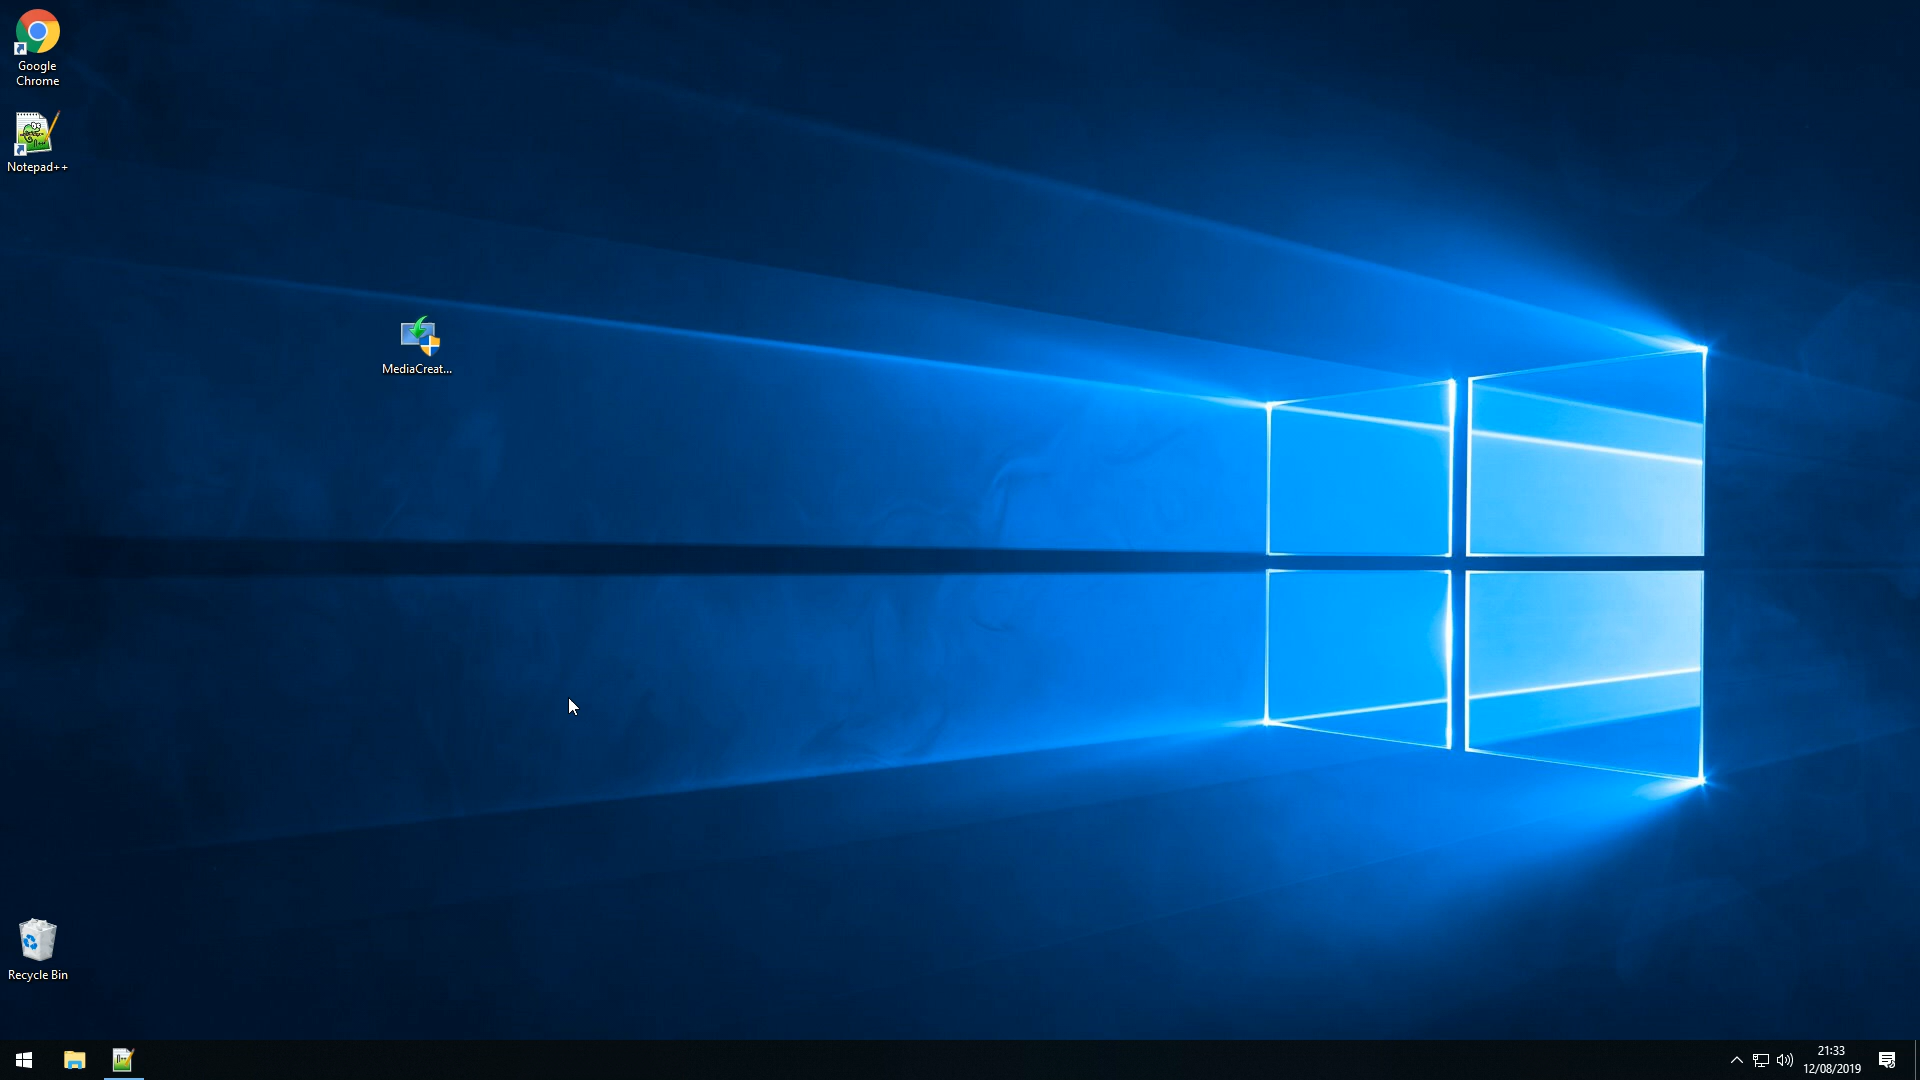 Google
Chrome
Notepad++
MediaCreat...
Recycle Bin
21:33
12/08/2019